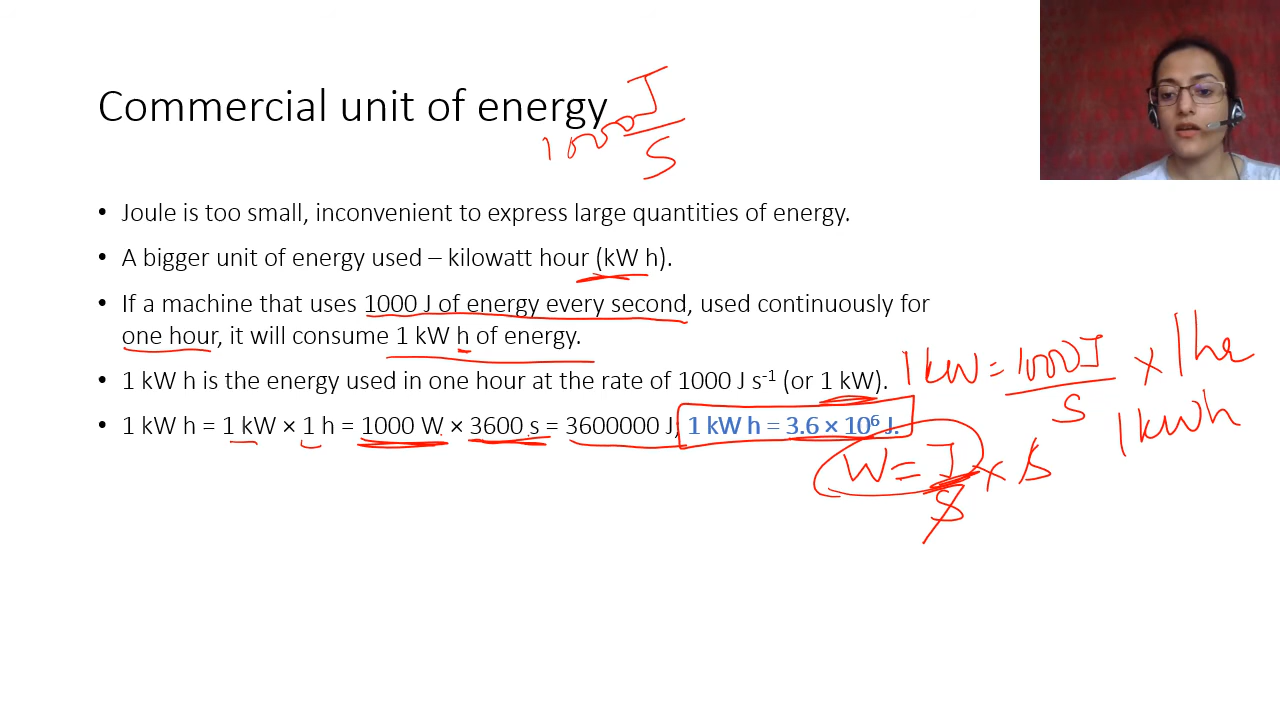 Commercial unit of energy
1000 J
S
• Joule is too small, inconvenient to express large quantities of energy.
• A bigger unit of energy used – kilowatt hour (kW h).
• If a machine that uses 1000 J of energy every second, used continuously for
one hour, it will consume 1 kW h of energy.
• 1 kW h is the energy used in one hour at the rate of 1000 J s⁻¹ (or 1 kW).
1 kW = 1000 J × 1 hr
S
1 kWh
• 1 kW h = 1 kW × 1 h = 1000 W × 3600 s = 3600000 J, 1 kW h = 3.6 × 10⁶ J.
W = J × s
S